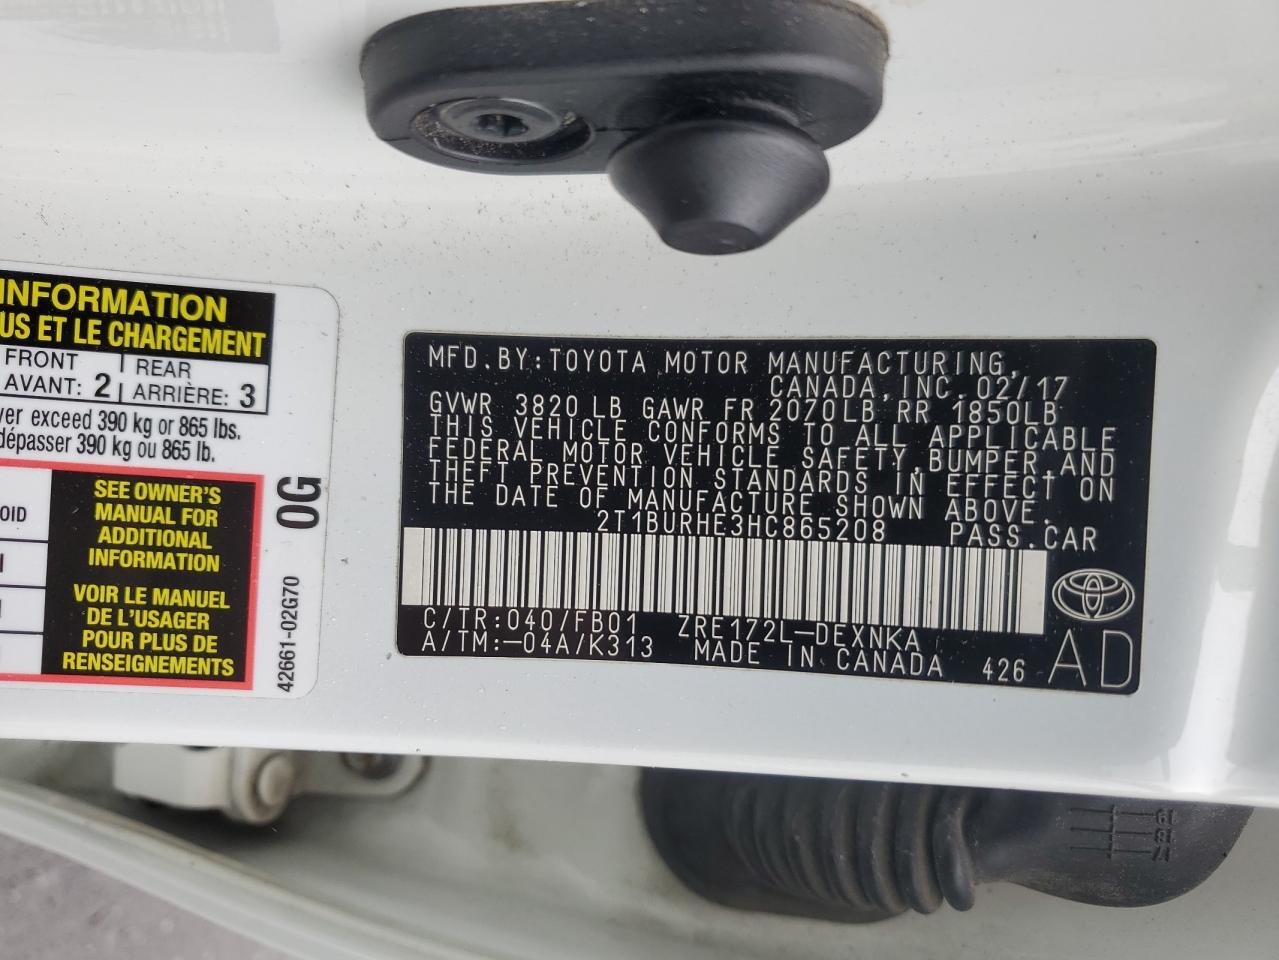 INFORMATION
US ET LE CHARGEMENT
FRONT
AVANT: 2
REAR
ARRIÈRE: 3
exceed 390 kg or 865 lbs.
dépasser 390 kg ou 865 lb.
OID
SEE OWNER'S
MANUAL FOR
ADDITIONAL
INFORMATION
VOIR LE MANUEL
DE L'USAGER
POUR PLUS DE
RENSEIGNEMENTS
0G
42661-02G70
MFD.BY:TOYOTA MOTOR MANUFACTURING,
CANADA, INC.02/17
GVWR 3820 LB GAWR FR 2070LB RR 1850LB
THIS VEHICLE CONFORMS TO ALL APPLICABLE
FEDERAL MOTOR VEHICLE SAFETY,BUMPER,AND
THEFT PREVENTION STANDARDS IN EFFECT ON
THE DATE OF MANUFACTURE SHOWN ABOVE.
2T1BURHE3HC865208 PASS.CAR
C/TR:040/FB01 ZRE172L-DEXNKA
A/TM:-04A/K313 MADE IN CANADA 426
AD